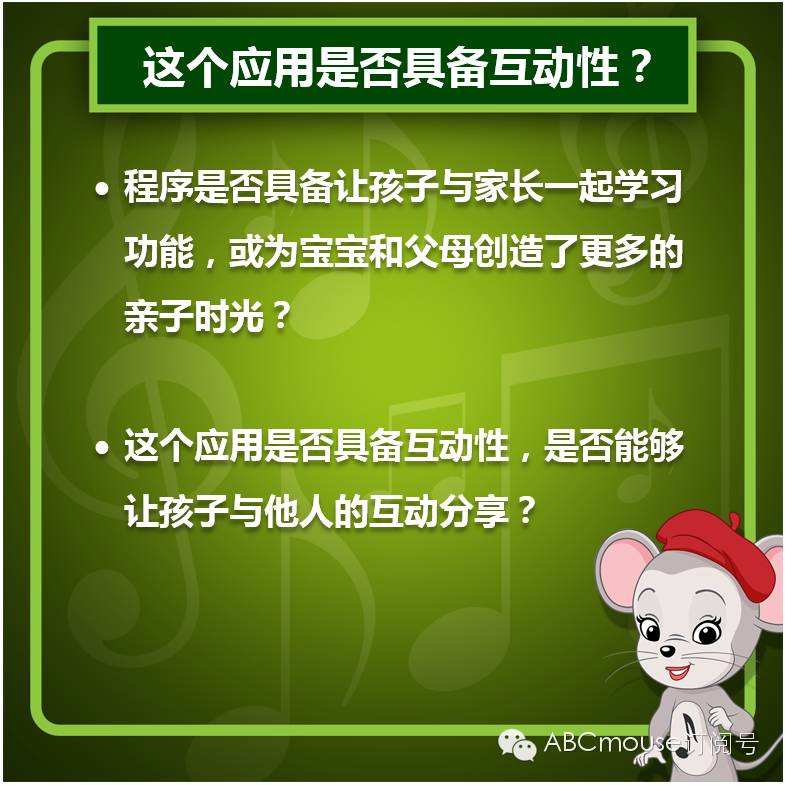 这个应用是否具备互动性？
• 程序是否具备让孩子与家长一起学习
功能，或为宝宝和父母创造了更多的
亲子时光？
• 这个应用是否具备互动性，是否能够
让孩子与他人的互动分享？
ABCmouse订阅号